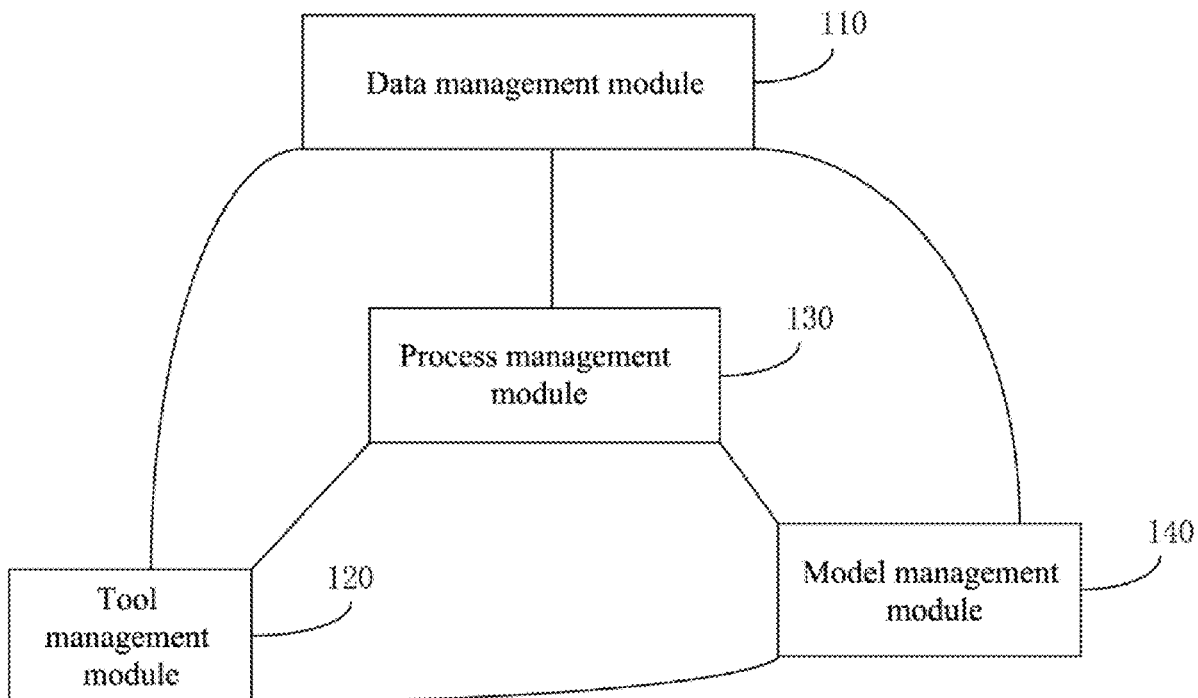 110
Data management module
130
Process management
module
140
Model management
module
120
Tool
management
module